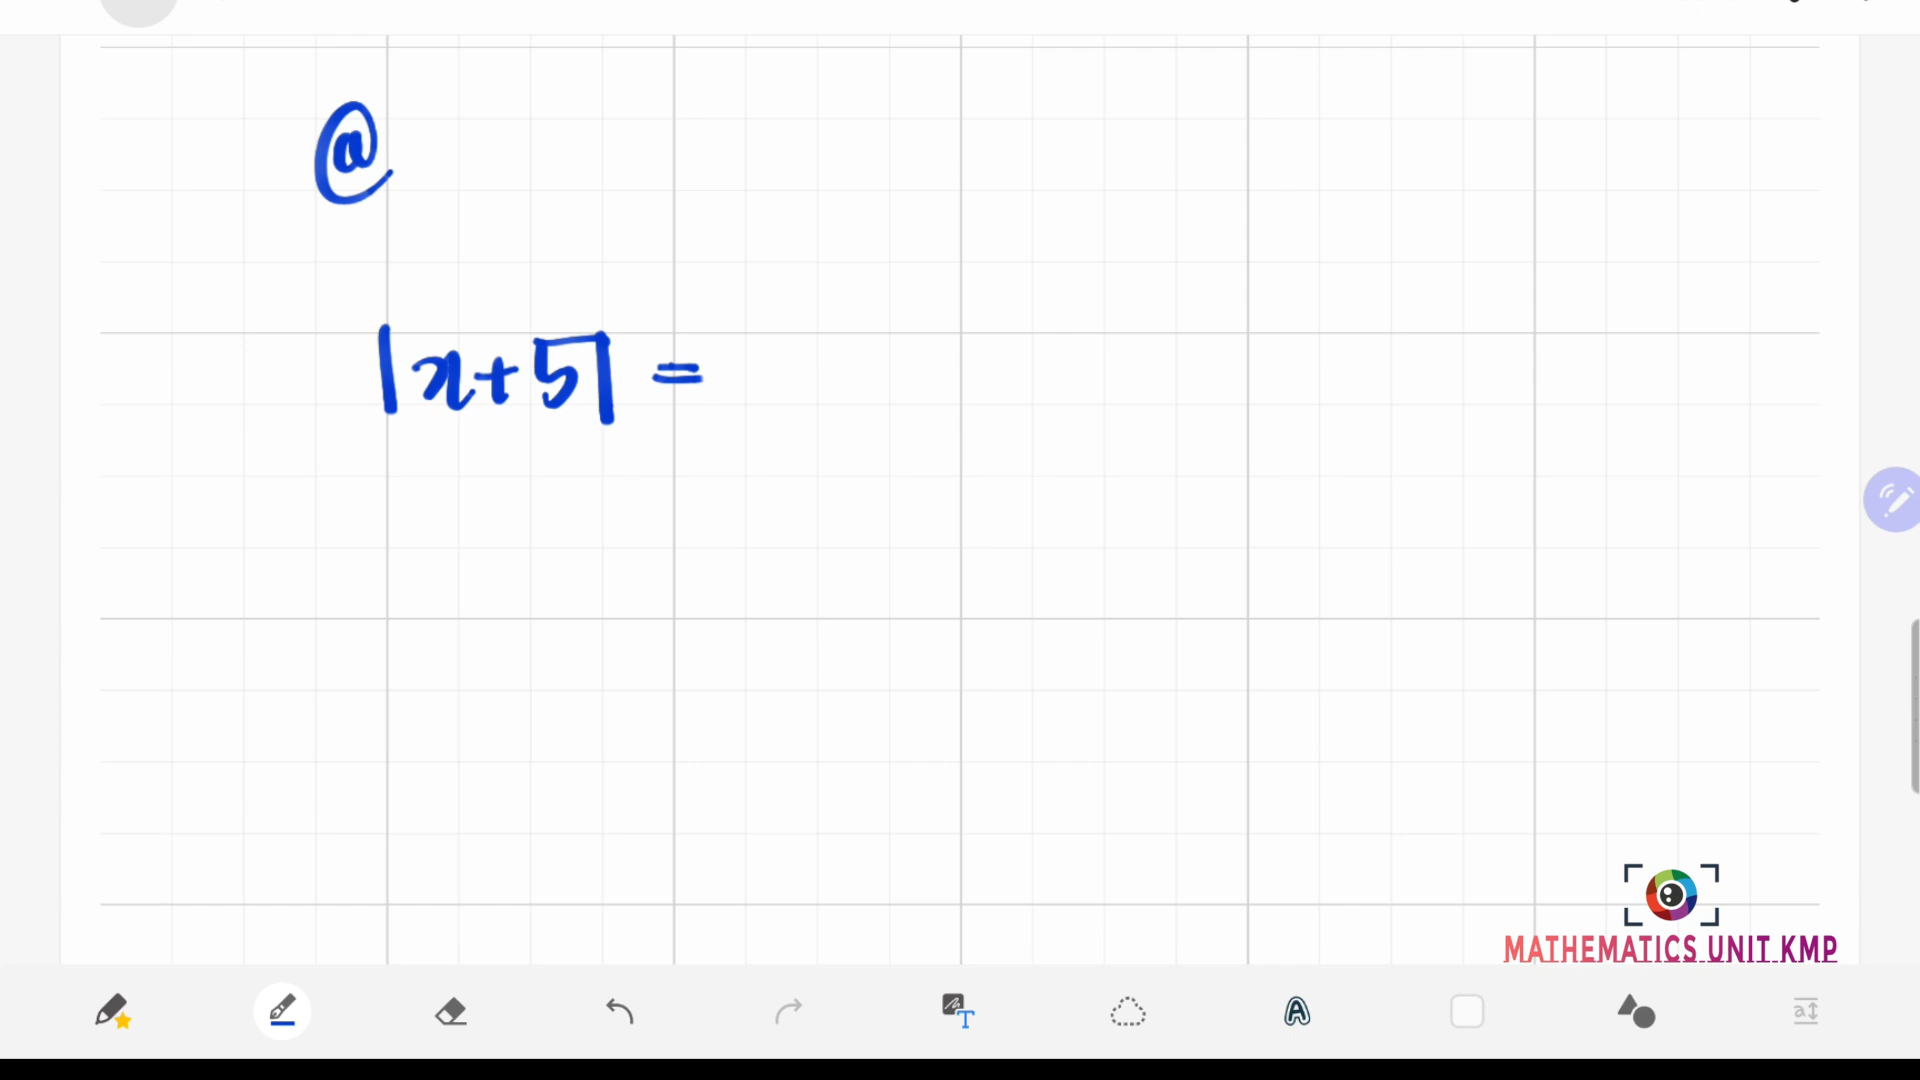 ⓐ
|x+5| =
MATHEMATICS UNIT KMP